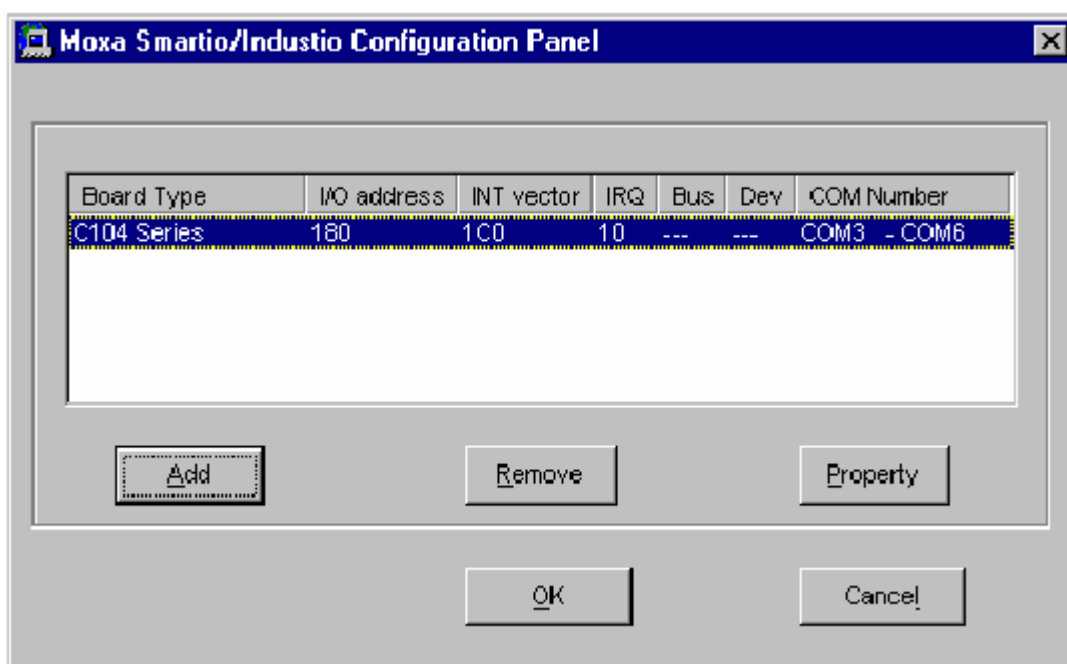 Moxa Smartio/Industio Configuration Panel
Board Type I/O address INT vector IRQ Bus Dev COM Number
C104 Series 180 1C0 10 --- --- COM3 - COM6
Add Remove Property
OK Cancel